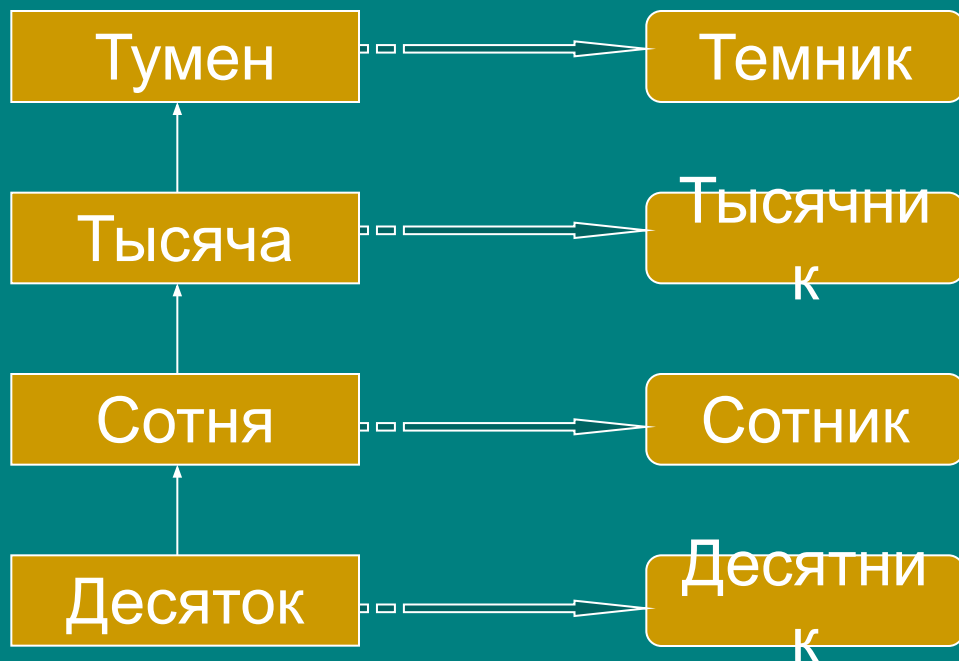 Тумен
Темник
Тысяча
Тысячни
к
Сотня
Сотник
Десяток
Десятни
к